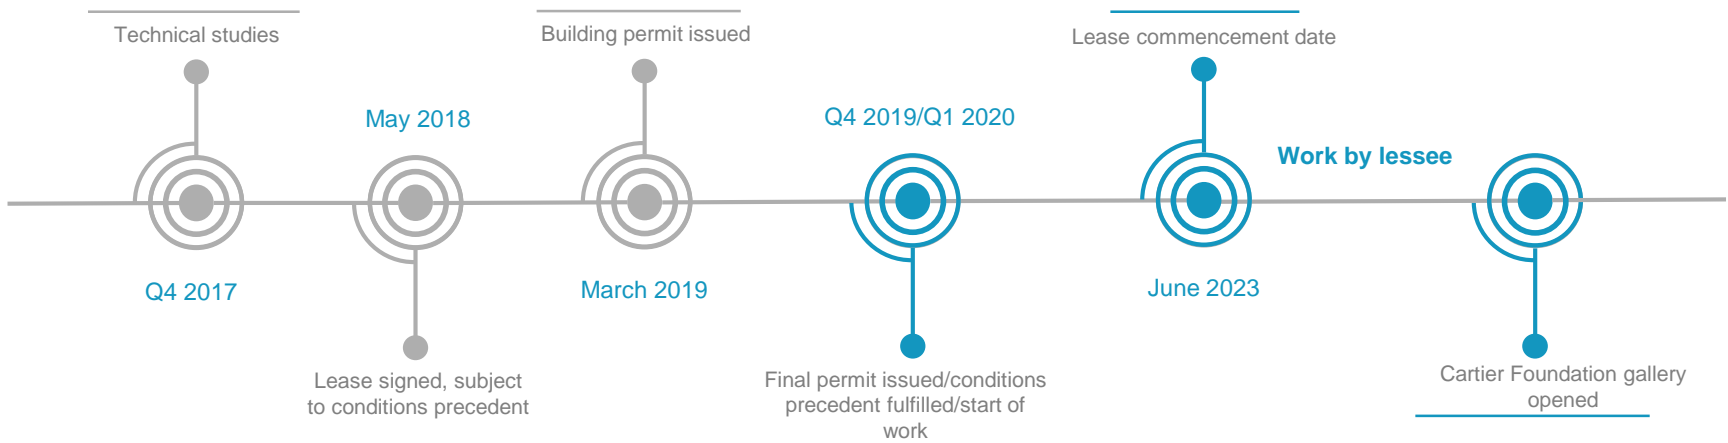 Technical studies
Q4 2017
May 2018
Lease signed, subject
to conditions precedent
Building permit issued
March 2019
Q4 2019/Q1 2020
Final permit issued/conditions
precedent fulfilled/start of
work
Lease commencement date
June 2023
Work by lessee
Cartier Foundation gallery
opened